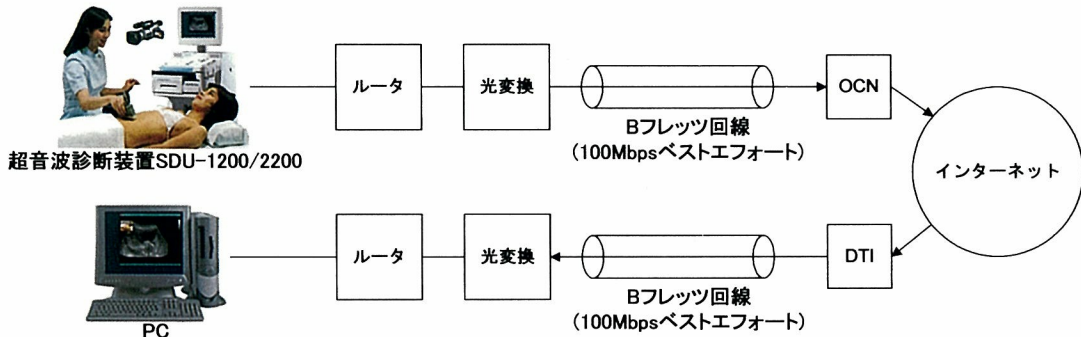 超音波診断装置SDU-1200/2200
ルータ
光変換
Bフレッツ回線
(100Mbpsベストエフォート)
OCN
インターネット
PC
ルータ
光変換
Bフレッツ回線
(100Mbpsベストエフォート)
DTI